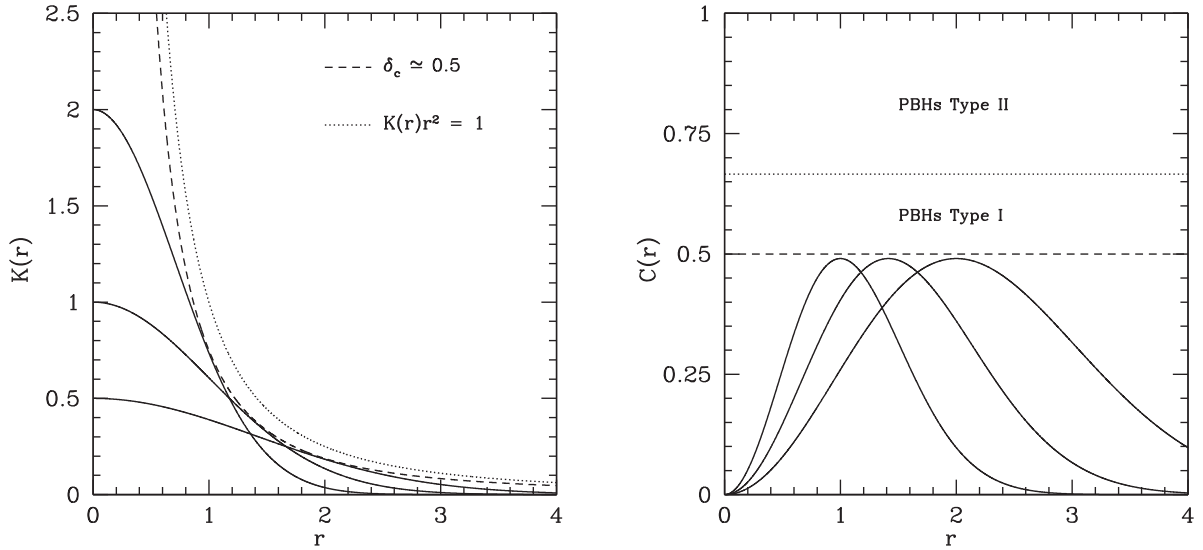 2.5
2
1.5
1
0.5
0
K(r)
δc ≃ 0.5
K(r)r² = 1
0 1 2 3 4
r
1
0.75
0.5
0.25
0
C(r)
PBHs Type II
PBHs Type I
0 1 2 3 4
r